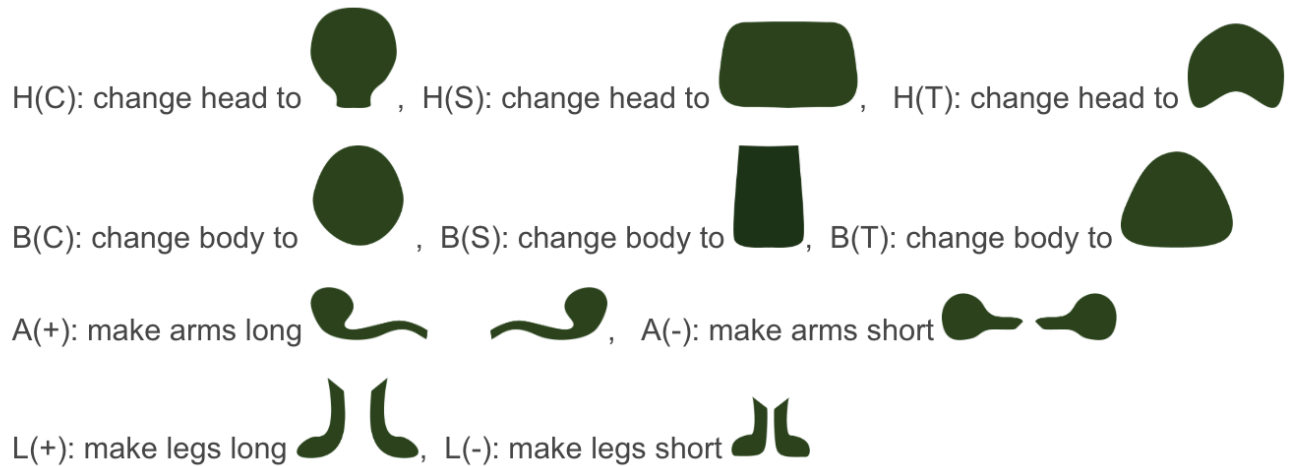 H(C): change head to , H(S): change head to , H(T): change head to
B(C): change body to , B(S): change body to , B(T): change body to
A(+): make arms long , A(-): make arms short
L(+): make legs long , L(-): make legs short